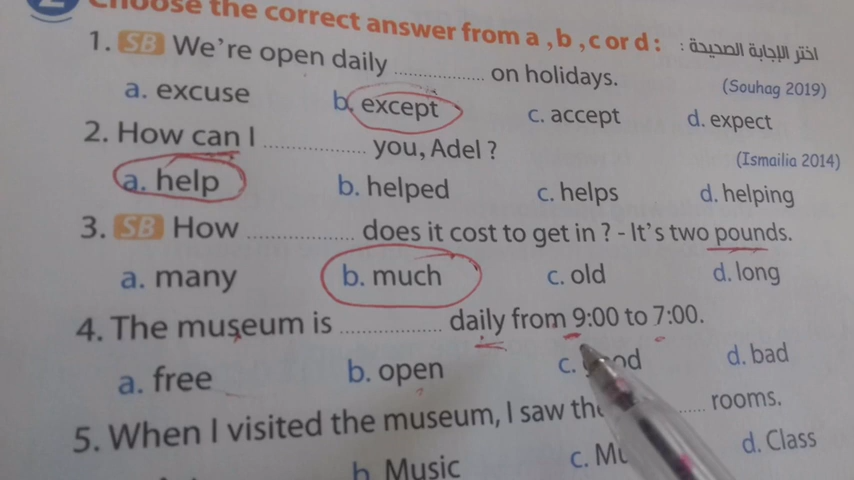 2 Choose the correct answer from a , b , c or d : اختر الإجابة الصحيحة :
1. SB We're open daily ................ on holidays. (Souhag 2019)
a. excuse b. except c. accept d. expect
2. How can I ................ you, Adel ? (Ismailia 2014)
a. help b. helped c. helps d. helping
3. SB How ................ does it cost to get in ? - It's two pounds.
a. many b. much c. old d. long
4. The museum is ................ daily from 9:00 to 7:00.
a. free b. open c. d. bad
5. When I visited the museum, I saw the ........ rooms.
b. Music c. d. Class